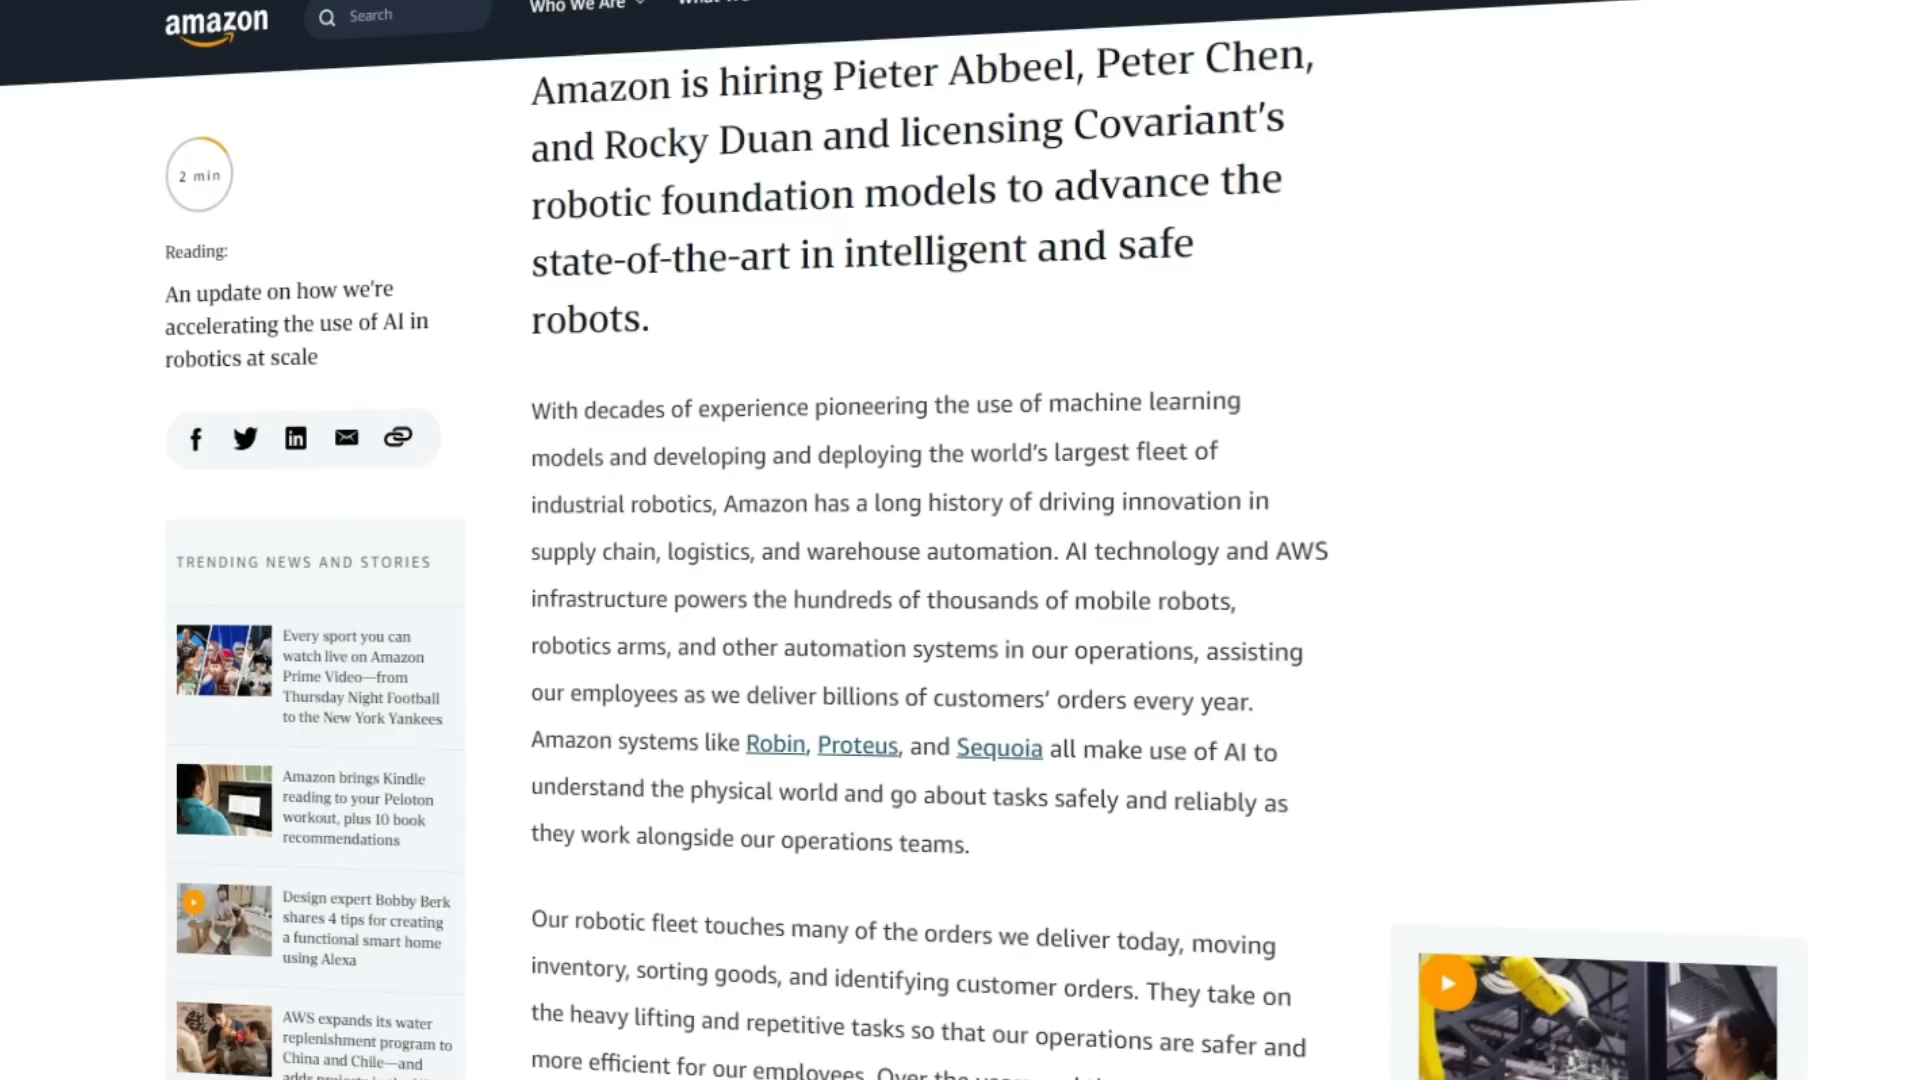 amazon
Search
Who We Are
Amazon is hiring Pieter Abbeel, Peter Chen,
and Rocky Duan and licensing Covariant's
robotic foundation models to advance the
state-of-the-art in intelligent and safe
robots.
2 min
Reading:
An update on how we're
accelerating the use of AI in
robotics at scale
TRENDING NEWS AND STORIES
Every sport you can
watch live on Amazon
Prime Video—from
Thursday Night Football
to the New York Yankees
Amazon brings Kindle
reading to your Peloton
workout, plus 10 book
recommendations
Design expert Bobby Berk
shares 4 tips for creating
a functional smart home
using Alexa
AWS expands its water
replenishment program to
China and Chile—and
With decades of experience pioneering the use of machine learning
models and developing and deploying the world's largest fleet of
industrial robotics, Amazon has a long history of driving innovation in
supply chain, logistics, and warehouse automation. AI technology and AWS
infrastructure powers the hundreds of thousands of mobile robots,
robotics arms, and other automation systems in our operations, assisting
our employees as we deliver billions of customers' orders every year.
Amazon systems like Robin, Proteus, and Sequoia all make use of AI to
understand the physical world and go about tasks safely and reliably as
they work alongside our operations teams.
Our robotic fleet touches many of the orders we deliver today, moving
inventory, sorting goods, and identifying customer orders. They take on
the heavy lifting and repetitive tasks so that our operations are safer and
more efficient for our employees. Over the